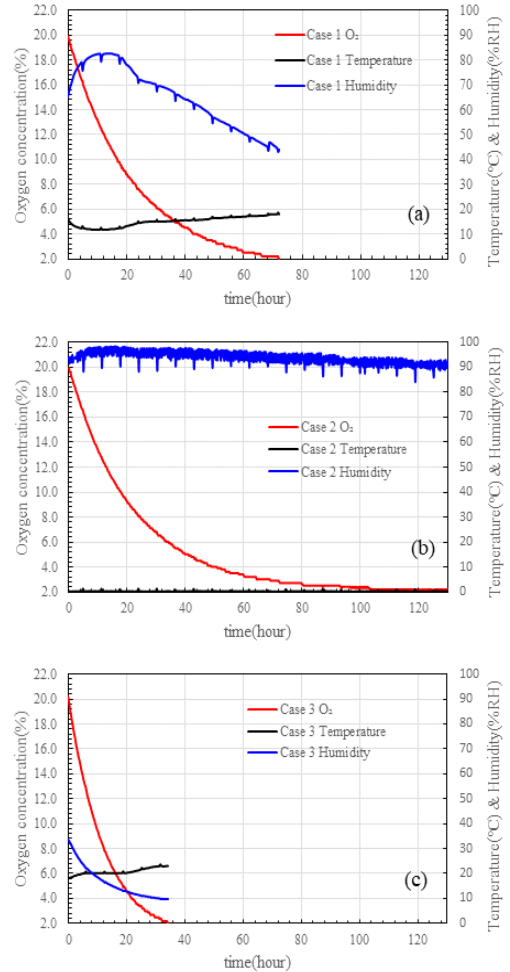 22.0
20.0
18.0
16.0
14.0
12.0
10.0
8.0
6.0
4.0
2.0
Oxygen concentration(%)
100
90
80
70
60
50
40
30
20
10
0
Temperature(℃) & Humidity(%RH)
Case 1 O₂
Case 1 Temperature
Case 1 Humidity
(a)
0 20 40 60 80 100 120
time(hour)
22.0
20.0
18.0
16.0
14.0
12.0
10.0
8.0
6.0
4.0
2.0
Oxygen concentration(%)
100
90
80
70
60
50
40
30
20
10
0
Temperature(℃) & Humidity(%RH)
Case 2 O₂
Case 2 Temperature
Case 2 Humidity
(b)
0 20 40 60 80 100 120
time(hour)
22.0
20.0
18.0
16.0
14.0
12.0
10.0
8.0
6.0
4.0
2.0
Oxygen concentration(%)
100
90
80
70
60
50
40
30
20
10
0
Temperature(℃) & Humidity(%RH)
Case 3 O₂
Case 3 Temperature
Case 3 Humidity
(c)
0 20 40 60 80 100 120
time(hour)